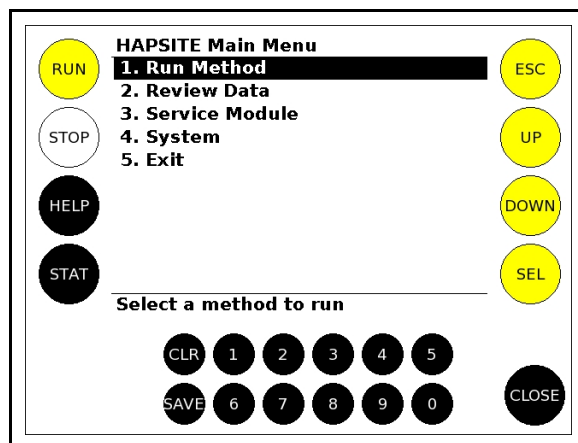 HAPSITE Main Menu
1. Run Method
2. Review Data
3. Service Module
4. System
5. Exit
Select a method to run
RUN
STOP
HELP
STAT
ESC
UP
DOWN
SEL
CLR 1 2 3 4 5
SAVE 6 7 8 9 0
CLOSE